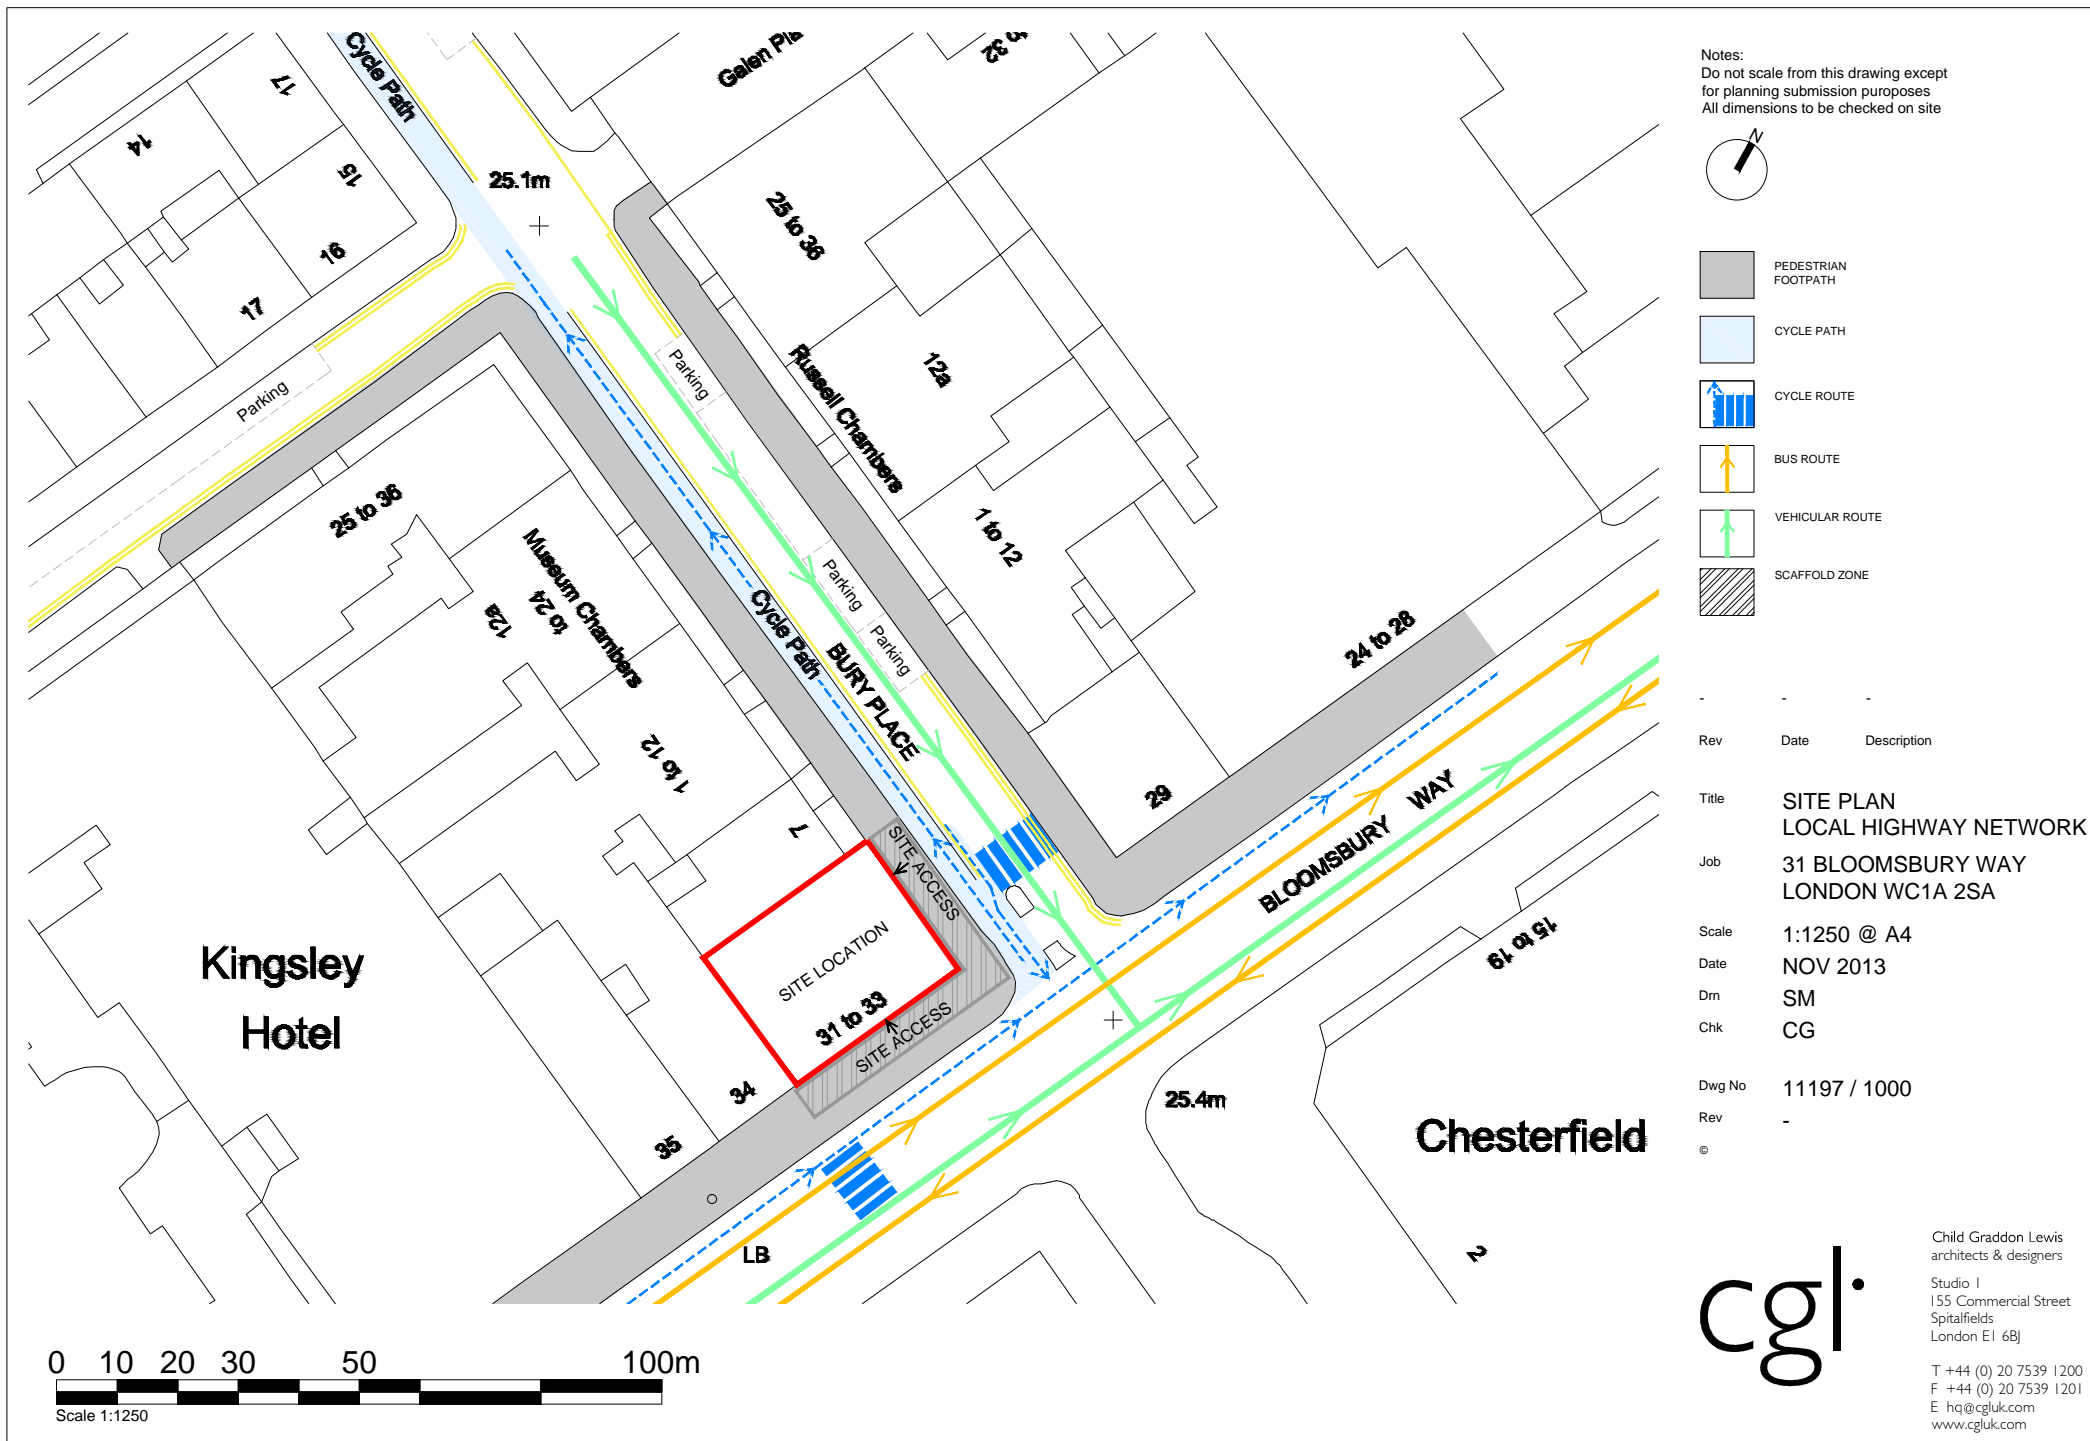 Cycle Path
17
14
15
16
17
25.1m
25 to 36
Parking
Parking
Russell Chambers
12a
1 to 12
25 to 36
Museum Chambers
12a
to 24
1 to 12
7
Cycle Path
BURY PLACE
Parking
Parking
24 to 28
29
BLOOMSBURY WAY
15 to 19
SITE ACCESS
SITE LOCATION
31 to 33
SITE ACCESS
34
35
LB
25.4m
2
Kingsley
Hotel
Chesterfield
0 10 20 30 50 100m
Scale 1:1250
Notes:
Do not scale from this drawing except
for planning submission puroposes
All dimensions to be checked on site
N
PEDESTRIAN
FOOTPATH
CYCLE PATH
CYCLE ROUTE
BUS ROUTE
VEHICULAR ROUTE
SCAFFOLD ZONE
- - -
Rev Date Description
Title SITE PLAN
LOCAL HIGHWAY NETWORK
Job 31 BLOOMSBURY WAY
LONDON WC1A 2SA
Scale 1:1250 @ A4
Date NOV 2013
Drn SM
Chk CG
Dwg No 11197 / 1000
Rev -
©
cgl
Child Graddon Lewis
architects & designers
Studio 1
155 Commercial Street
Spitalfields
London E1 6BJ
T +44 (0) 20 7539 1200
F +44 (0) 20 7539 1201
E hq@cgluk.com
www.cgluk.com